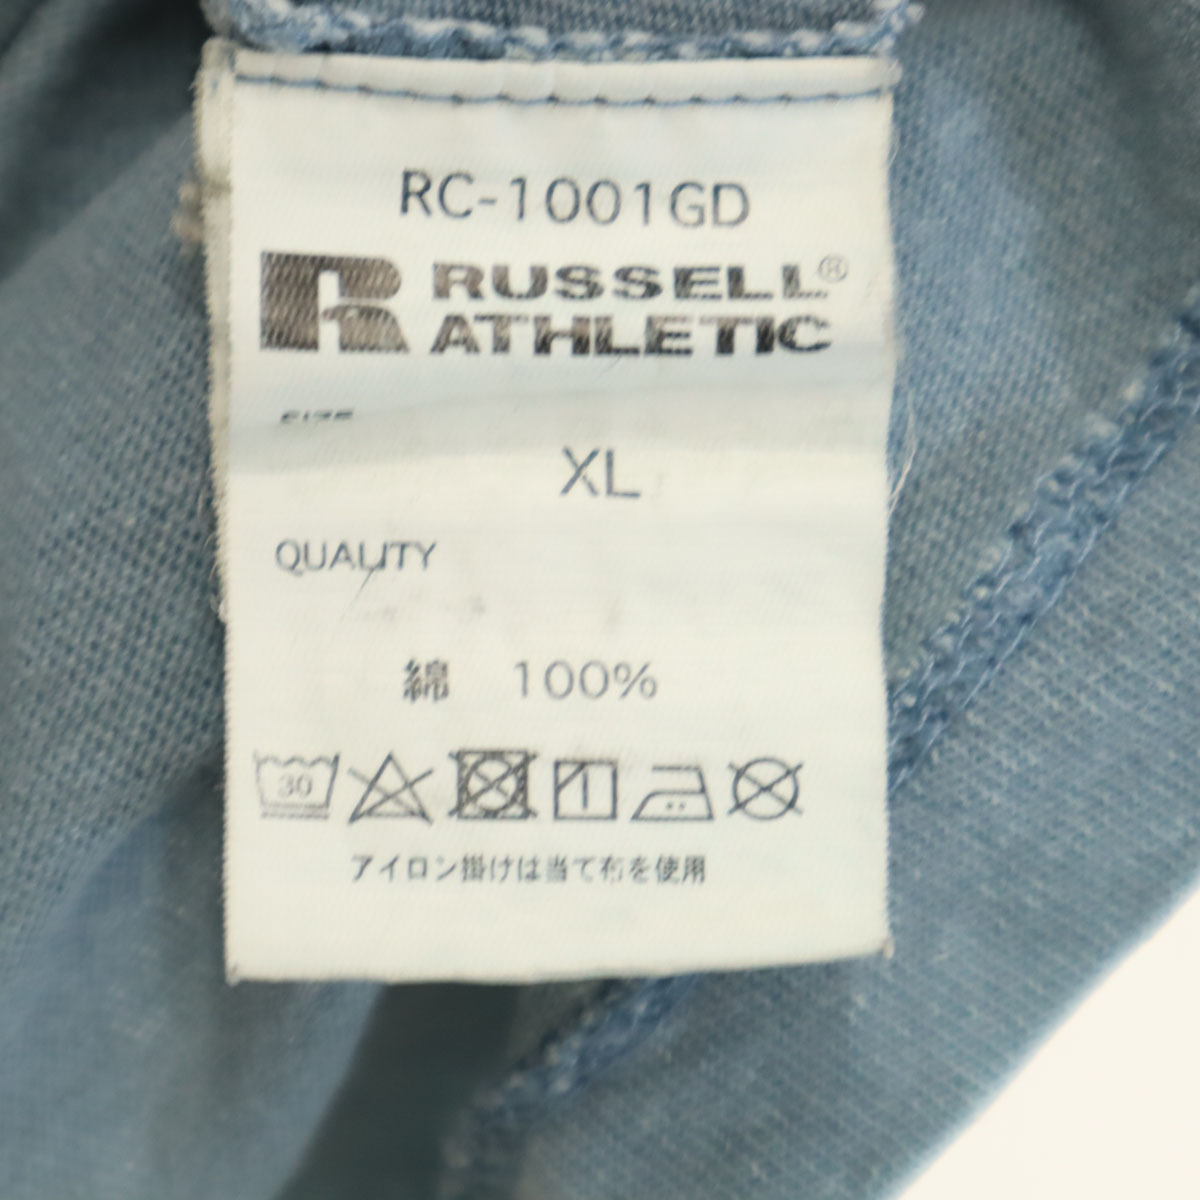 RC-1001GD
RUSSELL®
ATHLETIC
SIZE
XL
QUALITY
綿 100%
30
アイロン掛けは当て布を使用